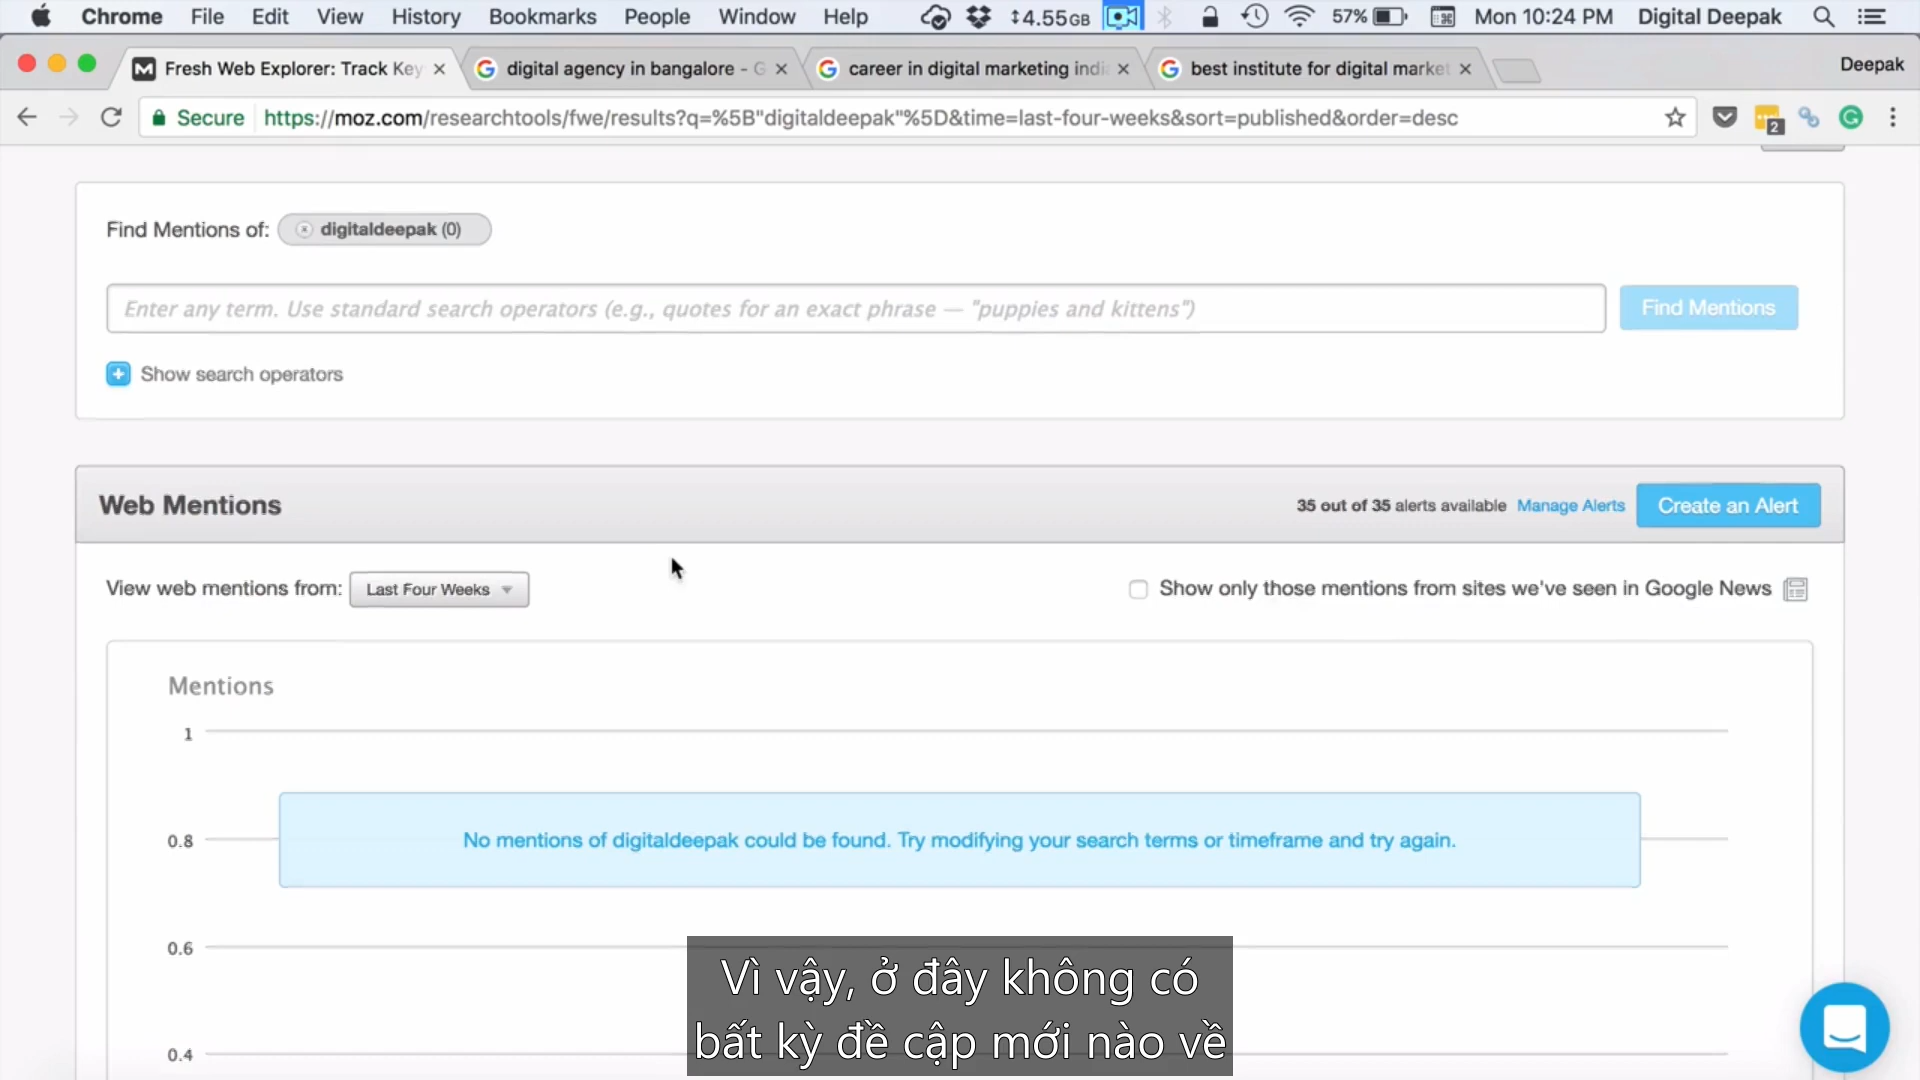 Chrome File Edit View History Bookmarks People Window Help 4.55GB 57% Mon 10:24 PM Digital Deepak
Fresh Web Explorer: Track Key
digital agency in bangalore - G
career in digital marketing indi
best institute for digital market
Deepak
Secure https://moz.com/researchtools/fwe/results?q=%5B"digitaldeepak"%5D&time=last-four-weeks&sort=published&order=desc
2
Find Mentions of: digitaldeepak (0)
Enter any term. Use standard search operators (e.g., quotes for an exact phrase — "puppies and kittens")
Find Mentions
Show search operators
Web Mentions
35 out of 35 alerts available Manage Alerts Create an Alert
View web mentions from: Last Four Weeks
Show only those mentions from sites we've seen in Google News
Mentions
1
0.8
No mentions of digitaldeepak could be found. Try modifying your search terms or timeframe and try again.
0.6
0.4
Vì vậy, ở đây không có
bất kỳ đề cập mới nào về